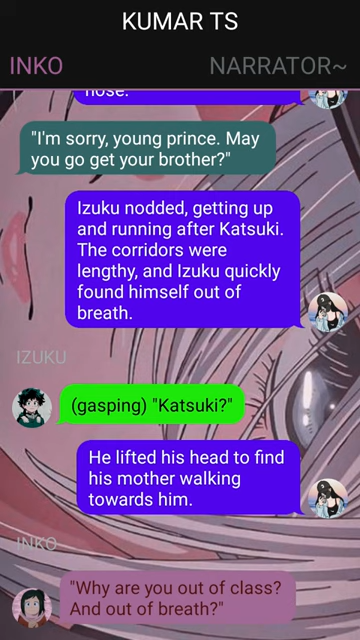 KUMAR TS
INKO
NARRATOR~
nose.
"I'm sorry, young prince. May
you go get your brother?"
Izuku nodded, getting up
and running after Katsuki.
The corridors were
lengthy, and Izuku quickly
found himself out of
breath.
IZUKU
(gasping) "Katsuki?"
He lifted his head to find
his mother walking
towards him.
INKO
"Why are you out of class?
And out of breath?"